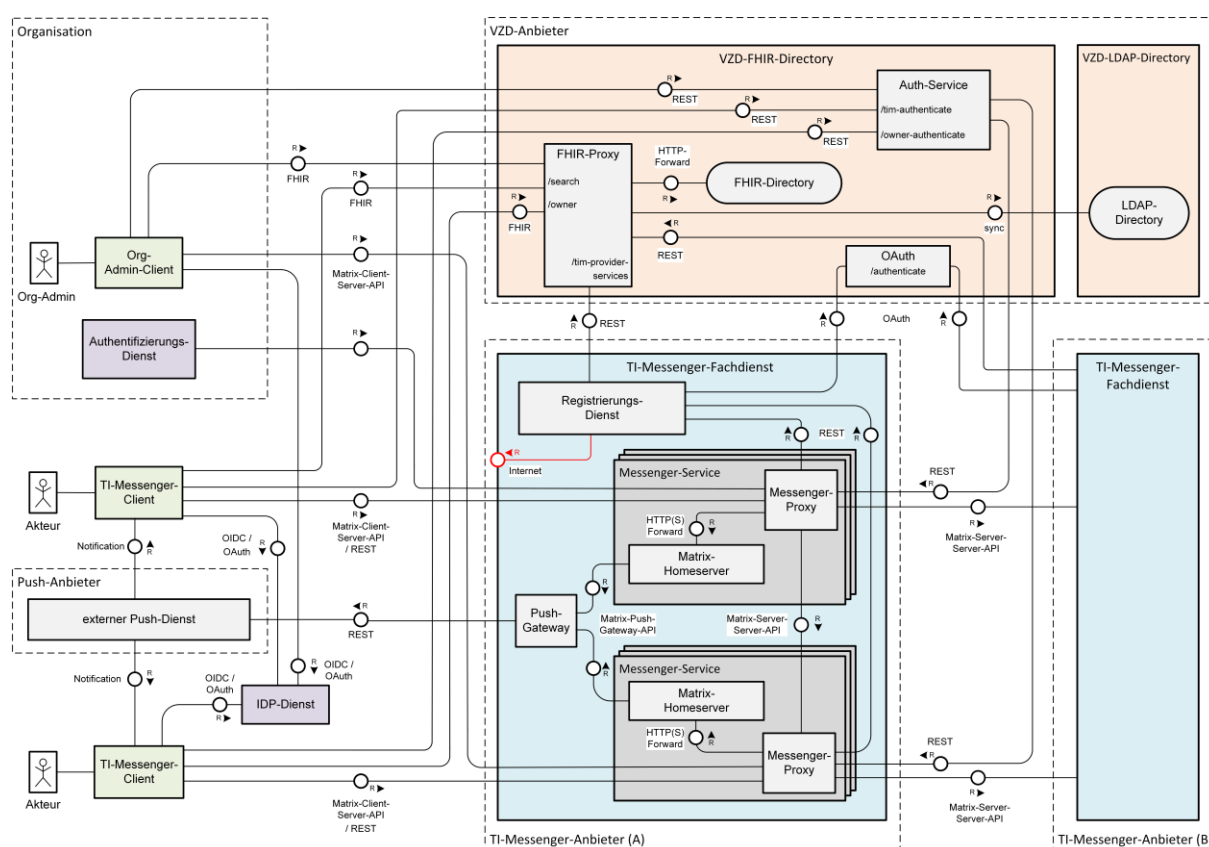 Organisation
VZD-Anbieter
VZD-FHIR-Directory
VZD-LDAP-Directory
Auth-Service
/tim-authenticate
/owner-authenticate
R
REST
R
REST
R
REST
FHIR-Proxy
/search
/owner
/tim-provider-
services
HTTP-
Forward
R
FHIR-Directory
LDAP-
Directory
R
FHIR
R
FHIR
R
FHIR
R
sync
R
REST
OAuth
/authenticate
Org-Admin
Org-
Admin-Client
R
Matrix-Client-
Server-API
Authentifizierungs-
Dienst
R
R
REST
R
OAuth
R
TI-Messenger-Fachdienst
TI-Messenger-
Fachdienst
Registrierungs-
Dienst
R
Internet
R
REST
R
Messenger-Service
Messenger-
Proxy
HTTP(S)
Forward
R
Matrix-
Homeserver
REST
R
R
Matrix-Server-
Server-API
Akteur
TI-Messenger-
Client
R
Matrix-Client-
Server-API
/ REST
Notification
R
OIDC /
OAuth
R
Push-Anbieter
externer Push-Dienst
R
REST
Push-
Gateway
R
Matrix-Push-
Gateway-API
R
Matrix-Server-
Server-API
R
Notification
R
OIDC /
OAuth
R
R
OIDC /
OAuth
IDP-Dienst
Messenger-Service
Matrix-
Homeserver
HTTP(S)
Forward
R
Messenger-
Proxy
REST
R
R
Matrix-Server-
Server-API
Akteur
TI-Messenger-
Client
R
Matrix-Client-
Server-API
/ REST
TI-Messenger-Anbieter (A)
TI-Messenger-Anbieter (B)